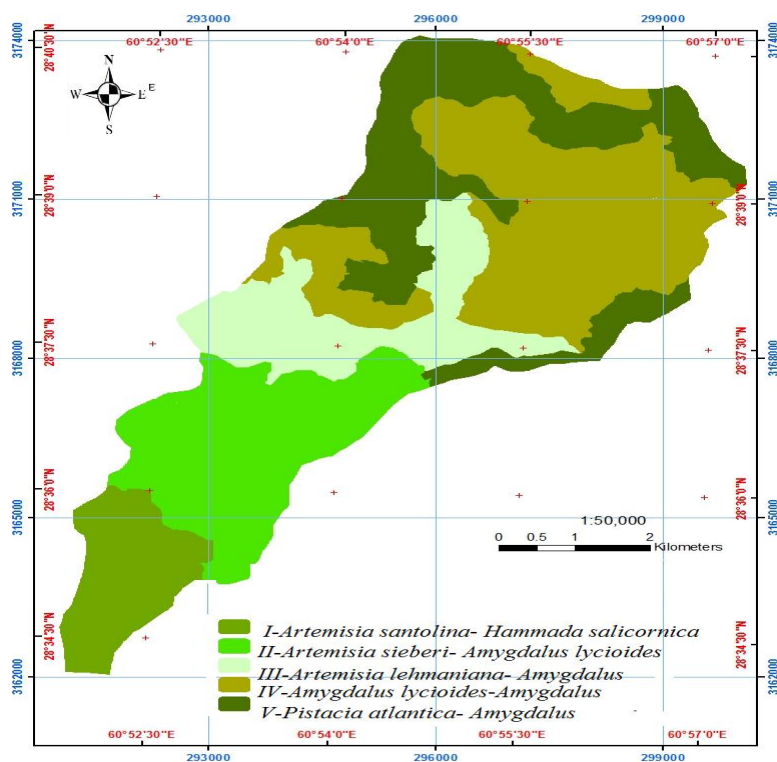 293000 296000 299000
60°52'30"E 60°54'0"E 60°55'30"E 60°57'0"E
3174000 28°40'30"N 28°40'30"N 3174000
N
W E E
S
3171000 28°39'0"N 28°39'0"N 3171000
3168000 28°37'30"N 28°37'30"N 3168000
3165000 28°36'0"N 28°36'0"N 3165000
1:50,000
0 0.5 1 2
Kilometers
I-Artemisia santolina- Hammada salicornica
II-Artemisia sieberi- Amygdalus lycioides
III-Artemisia lehmaniana- Amygdalus
IV-Amygdalus lycioides-Amygdalus
V-Pistacia atlantica- Amygdalus
3162000 28°34'30"N 28°34'30"N 3162000
60°52'30"E 60°54'0"E 60°55'30"E 60°57'0"E
293000 296000 299000